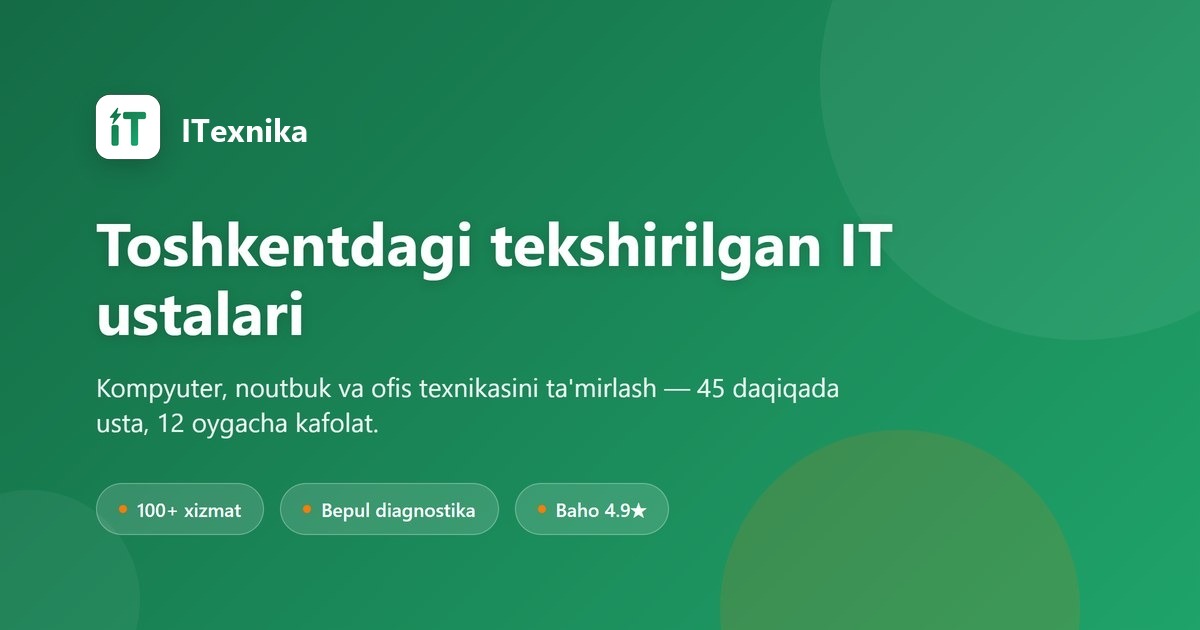 iT
ITexnika
Toshkentdagi tekshirilgan IT
ustalari
Kompyuter, noutbuk va ofis texnikasini ta'mirlash — 45 daqiqada
usta, 12 oygacha kafolat.
100+ xizmat
Bepul diagnostika
Baho 4.9★